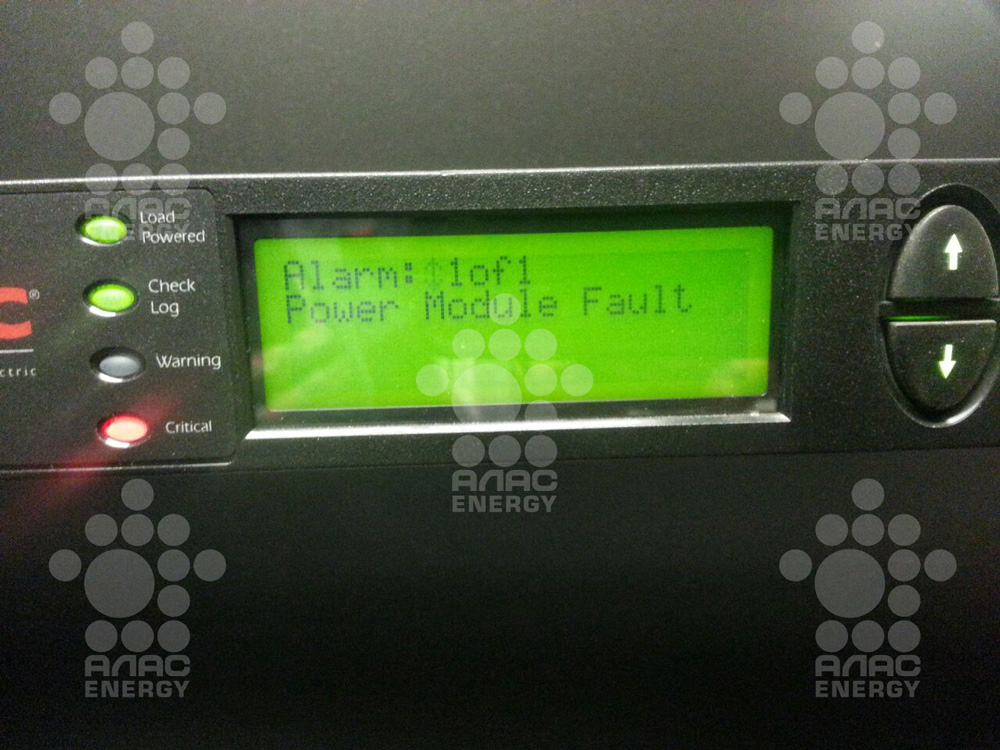 АЛАС
ENERGY
АЛАС
ENERGY
Load
Powered
Check
Log
Warning
Critical
C®
ctric
Alarm:↕1of1
Power Module Fault
АЛАС
ENERGY
АЛАС
ENERGY
АЛАС
ENERGY